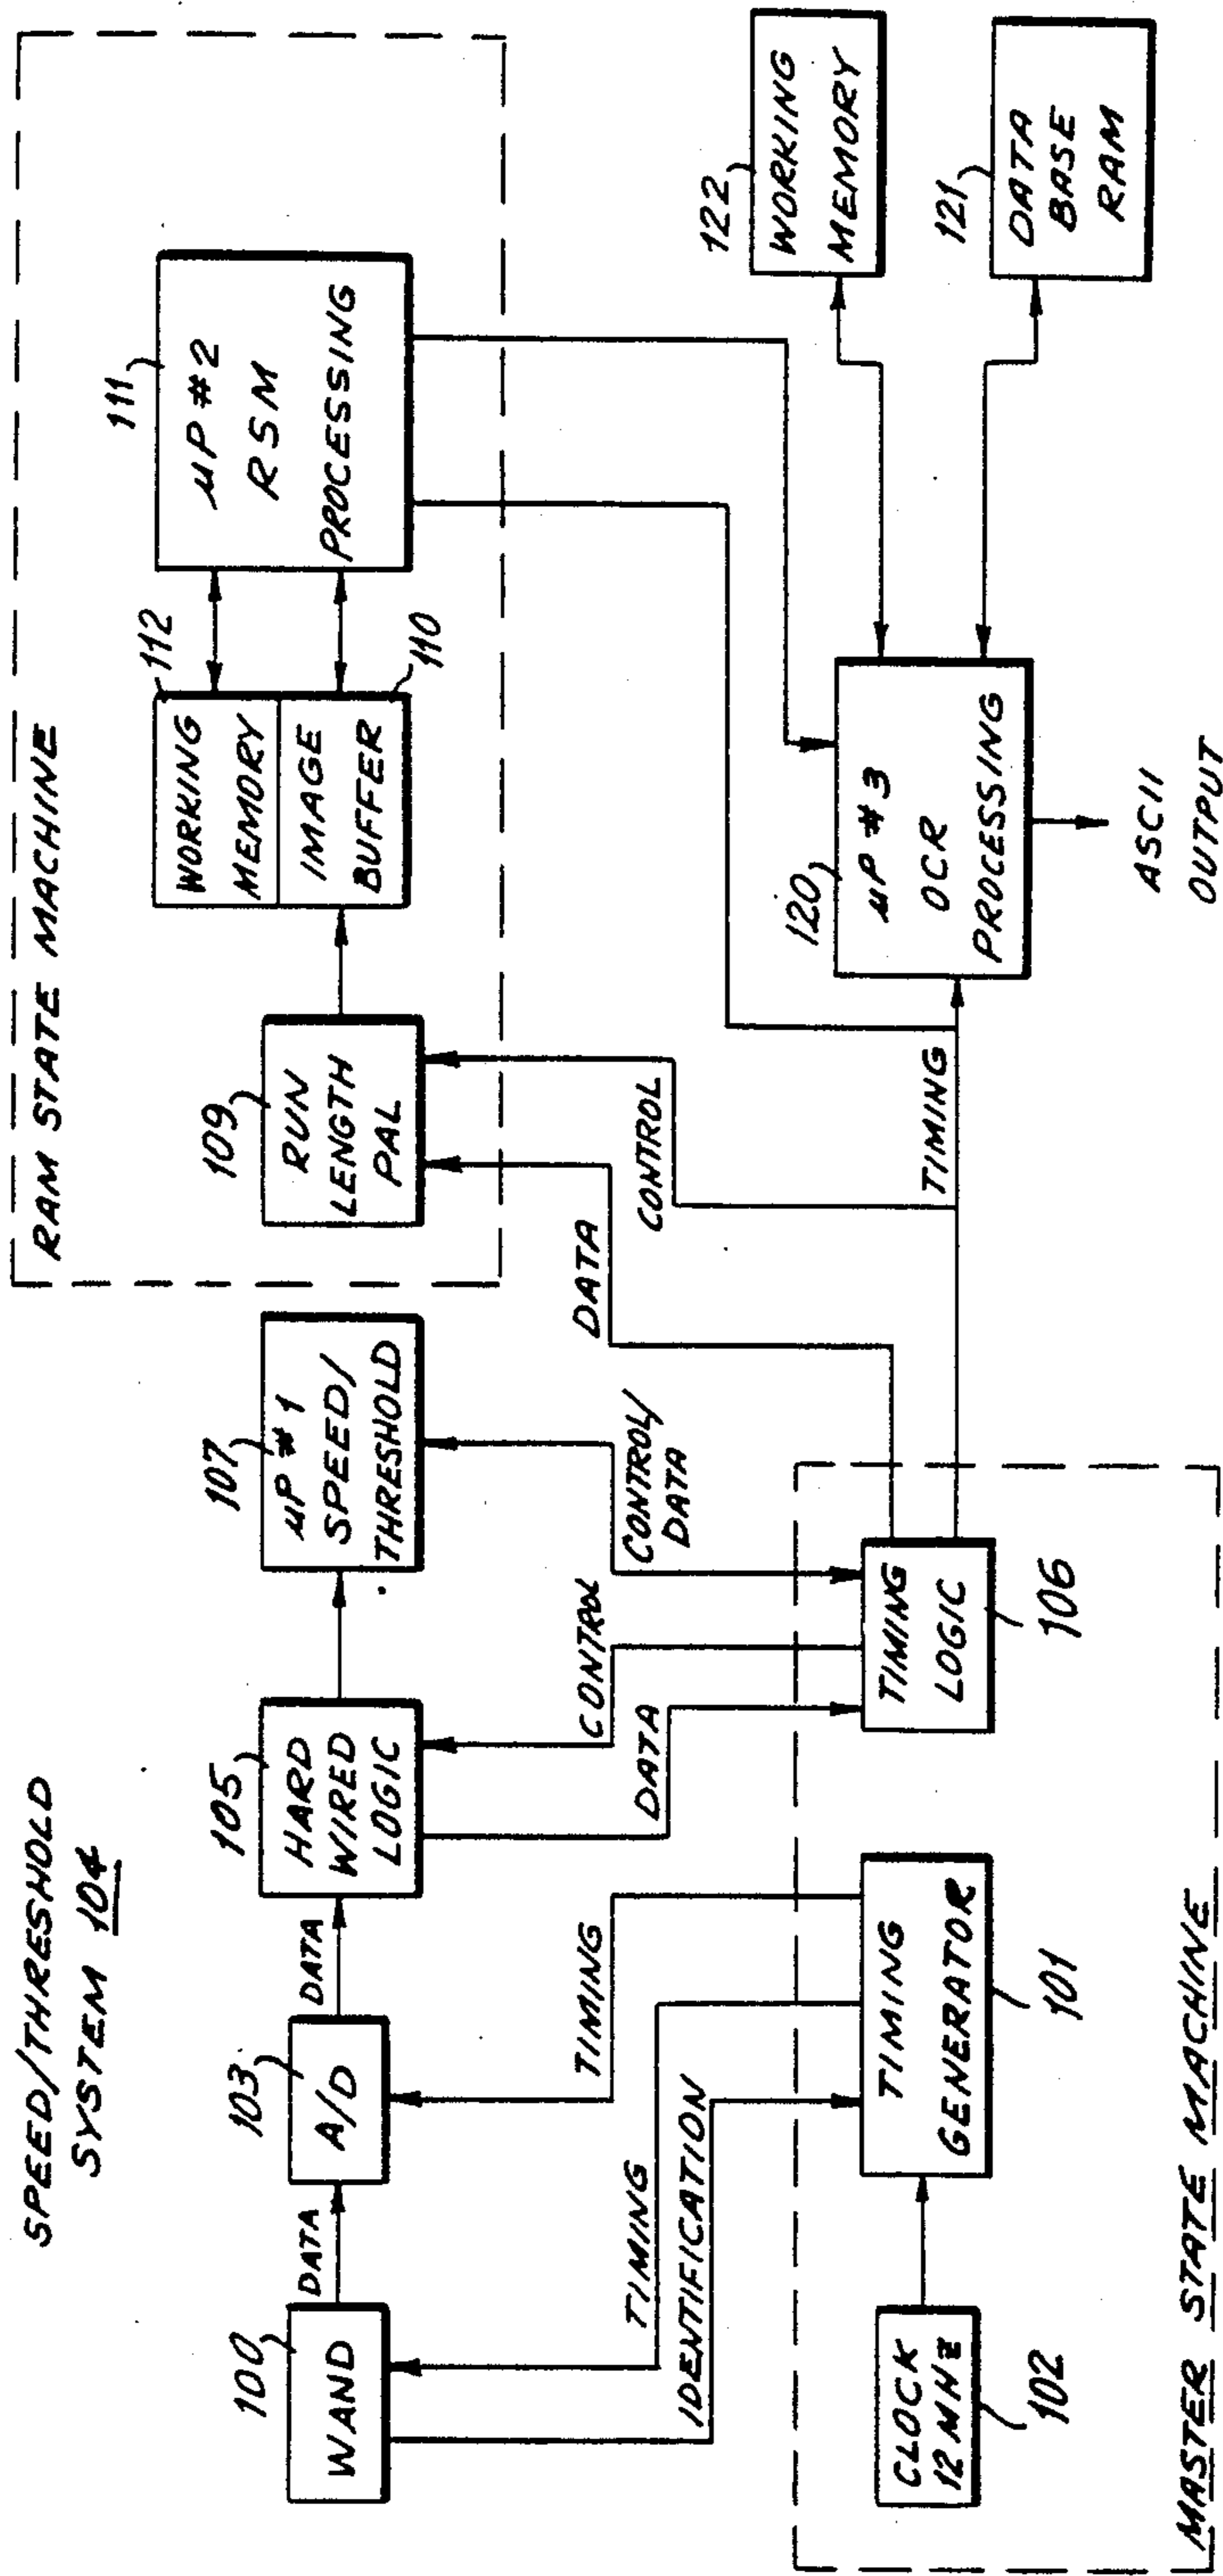 SPEED/THRESHOLD
SYSTEM 104
RAM STATE MACHINE
100
WAND
DATA
103
A/D
DATA
105
HARD
WIRED
LOGIC
107
µP #1
SPEED/
THRESHOLD
109
RUN
LENGTH
PAL
112
WORKING
MEMORY
IMAGE
BUFFER
110
111
µP #2
RSM
PROCESSING
TIMING
IDENTIFICATION
TIMING
CONTROL
DATA
CONTROL/
DATA
DATA
CONTROL
TIMING
CLOCK
12 MHz
102
TIMING
GENERATOR
101
TIMING
LOGIC
106
MASTER STATE MACHINE
120
µP #3
OCR
PROCESSING
ASCII
OUTPUT
122
WORKING
MEMORY
121
DATA
BASE
RAM